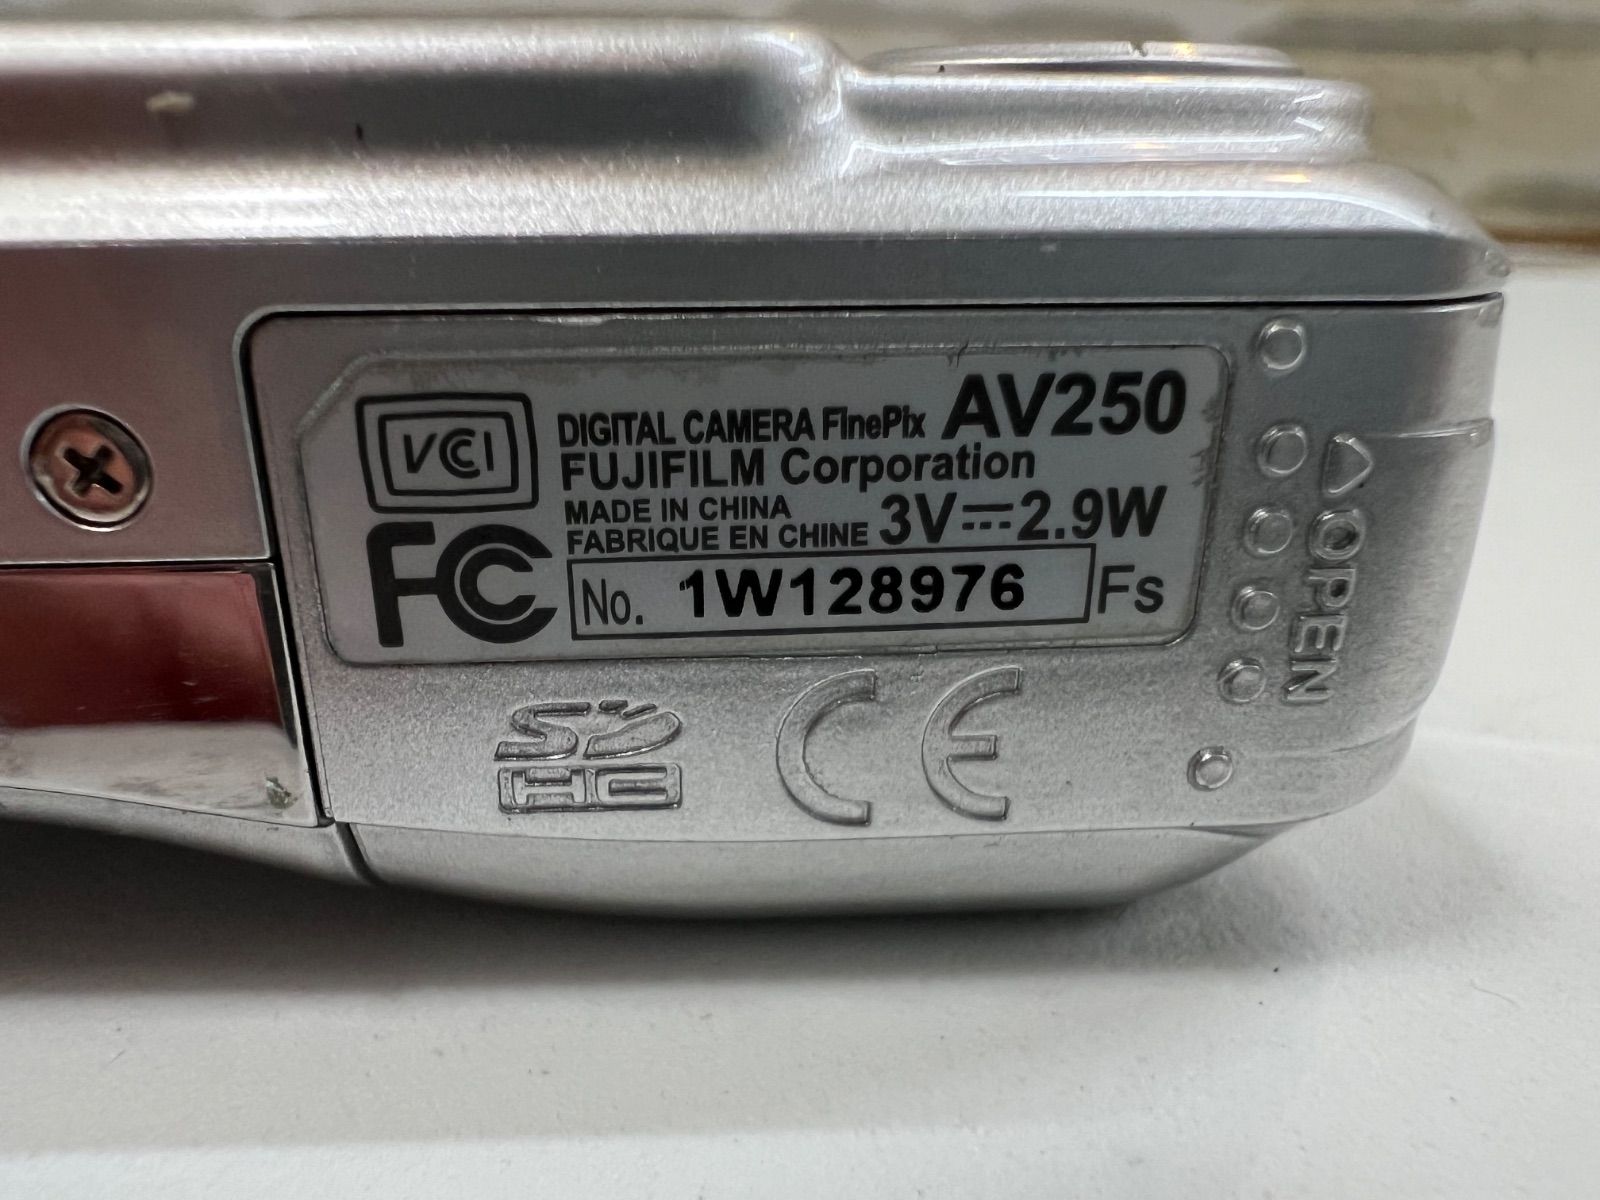 VCCI
DIGITAL CAMERA FinePix AV250
FUJIFILM Corporation
MADE IN CHINA
FABRIQUE EN CHINE 3V⎓2.9W
FC
No. 1W128976 Fs
SD
HC
CE
OPEN